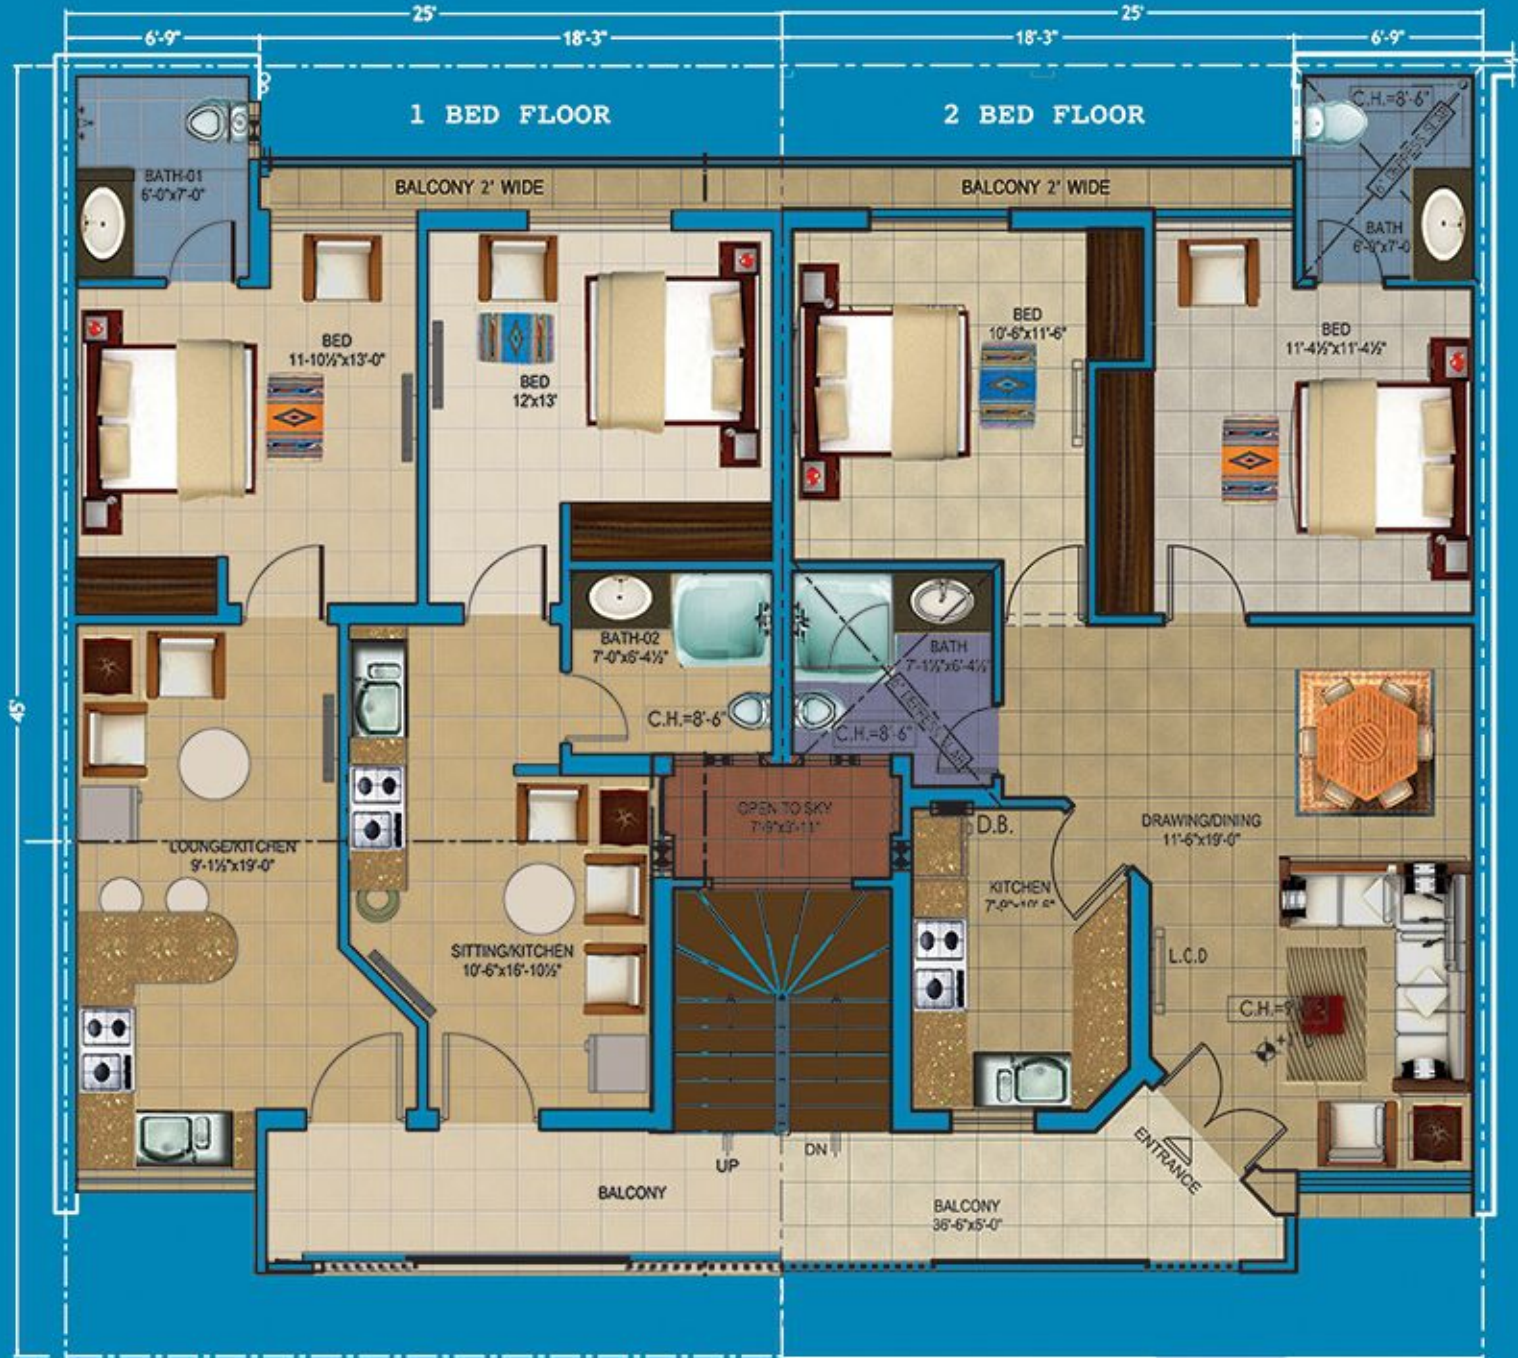 25'
25'
6'-9"
18'-3"
18'-3"
6'-9"
1 BED FLOOR
2 BED FLOOR
C.H.=8'-6"
6" DEPRESS SLAB
BATH-01
6'-0"x7'-0"
BALCONY 2' WIDE
BALCONY 2' WIDE
BATH
6'-0"x7'-0
BED
11-10½"x13'-0"
BED
12'x13'
BED
10'-6"x11'-6"
BED
11'-4½"x11'-4½"
45'
BATH-02
7'-0"x6'-4½"
C.H.=8'-6"
BATH
7'-1½"x6'-4½"
C.H.=8'-6"
OPEN TO SKY
D.B.
DRAWING/DINING
11'-6"x19'-0"
LOUNGE/KITCHEN
9'-1½"x19'-0"
KITCHEN
SITTING/KITCHEN
10'-6"x16'-10½"
L.C.D
UP
DN
ENTRANCE
BALCONY
BALCONY
36'-6"x5'-0"